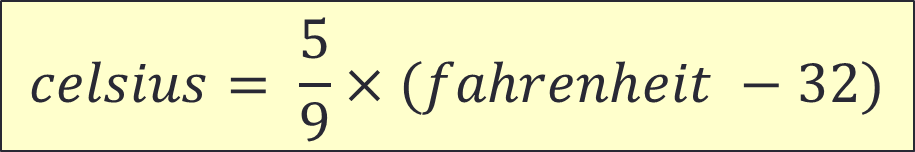 celsius = 5/9 × (fahrenheit − 32)